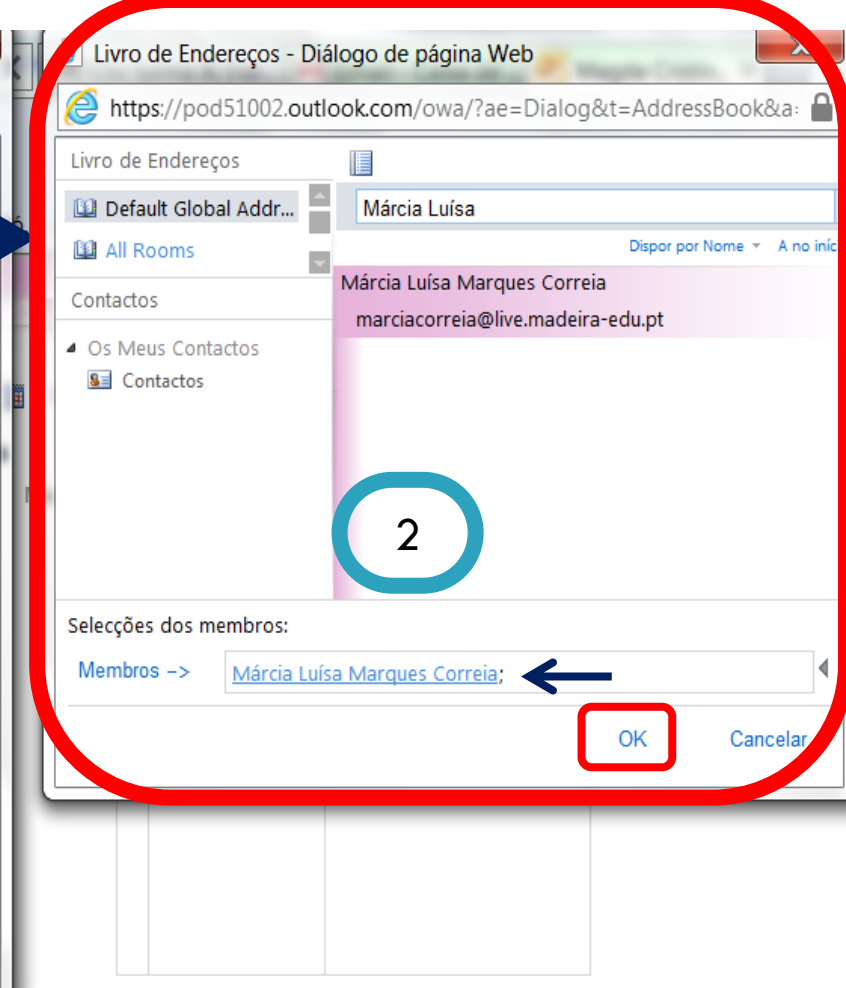 Livro de Endereços - Diálogo de página Web
https://pod51002.outlook.com/owa/?ae=Dialog&t=AddressBook&a:
Livro de Endereços
Default Global Addr...
Márcia Luísa
All Rooms
Dispor por Nome A no iníc
Contactos
Márcia Luísa Marques Correia
marciacorreia@live.madeira-edu.pt
Os Meus Contactos
Contactos
2
Selecções dos membros:
Membros -> Márcia Luísa Marques Correia;
OK Cancelar